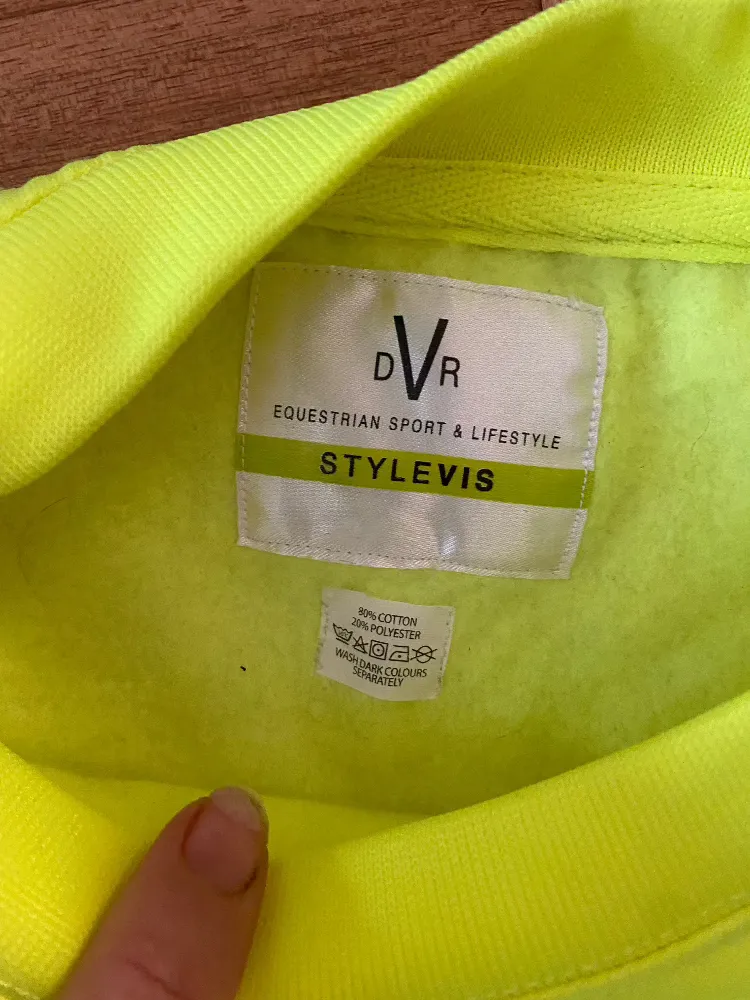 DVR
EQUESTRIAN SPORT & LIFESTYLE
STYLEVIS
80% COTTON
20% POLYESTER
WASH DARK COLOURS
SEPARATELY